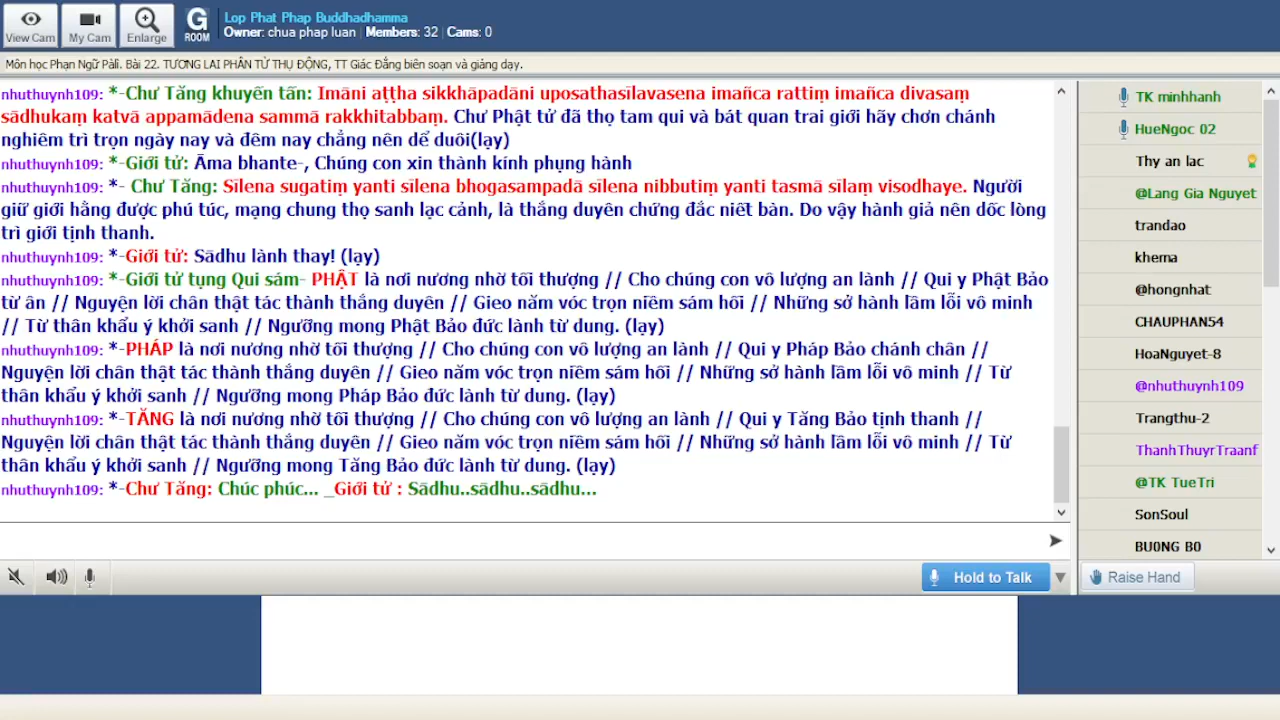 View Cam
My Cam
Enlarge
G
ROOM
Lop Phat Phap Buddhadhamma
Owner: chua phap luan | Members: 32 | Cams: 0
Môn học Phạn Ngữ Pāli. Bài 22. TƯƠNG LAI PHÂN TỪ THỤ ĐỘNG, TT Giác Đẳng biên soạn và giảng dạy.
nhuthuynh109: *-Chư Tăng khuyến tấn: Imāni aṭṭha sikkhāpadāni uposathasīlavasena imañca rattiṃ imañca divasaṃ
sādhukaṃ katvā appamādena sammā rakkhitabbaṃ. Chư Phật tử đã thọ tam qui và bát quan trai giới hãy chơn chánh
nghiêm trì trọn ngày nay và đêm nay chẳng nên dể duôi(lạy)
nhuthuynh109: *-Giới tử: Āma bhante-, Chúng con xin thành kính phụng hành
nhuthuynh109: *- Chư Tăng: Sīlena sugatiṃ yanti sīlena bhogasampadā sīlena nibbutiṃ yanti tasmā sīlaṃ visodhaye. Người
giữ giới hằng được phú túc, mạng chung thọ sanh lạc cảnh, là thắng duyên chứng đắc niết bàn. Do vậy hành giả nên dốc lòng
trì giới tịnh thanh.
nhuthuynh109: *-Giới tử: Sādhu lành thay! (lạy)
nhuthuynh109: *-Giới tử tụng Qui sám- PHẬT là nơi nương nhờ tối thượng // Cho chúng con vô lượng an lành // Qui y Phật Bảo
từ ân // Nguyện lời chân thật tác thành thắng duyên // Gieo năm vóc trọn niềm sám hối // Những sở hành lầm lỗi vô minh
// Từ thân khẩu ý khởi sanh // Ngưỡng mong Phật Bảo đức lành từ dung. (lạy)
nhuthuynh109: *-PHÁP là nơi nương nhờ tối thượng // Cho chúng con vô lượng an lành // Qui y Pháp Bảo chánh chân //
Nguyện lời chân thật tác thành thắng duyên // Gieo năm vóc trọn niềm sám hối // Những sở hành lầm lỗi vô minh // Từ
thân khẩu ý khởi sanh // Ngưỡng mong Pháp Bảo đức lành từ dung. (lạy)
nhuthuynh109: *-TĂNG là nơi nương nhờ tối thượng // Cho chúng con vô lượng an lành // Qui y Tăng Bảo tịnh thanh //
Nguyện lời chân thật tác thành thắng duyên // Gieo năm vóc trọn niềm sám hối // Những sở hành lầm lỗi vô minh // Từ
thân khẩu ý khởi sanh // Ngưỡng mong Tăng Bảo đức lành từ dung. (lạy)
nhuthuynh109: *-Chư Tăng: Chúc phúc... _Giới tử : Sādhu..sādhu..sādhu...
TK minhhanh
HueNgoc 02
Thy an lac
@Lang Gia Nguyet
trandao
khema
@hongnhat
CHAUPHAN54
HoaNguyet-8
@nhuthuynh109
Trangthu-2
ThanhThuyrTraanf
@TK TueTri
SonSoul
BU0NG B0
Hold to Talk
Raise Hand